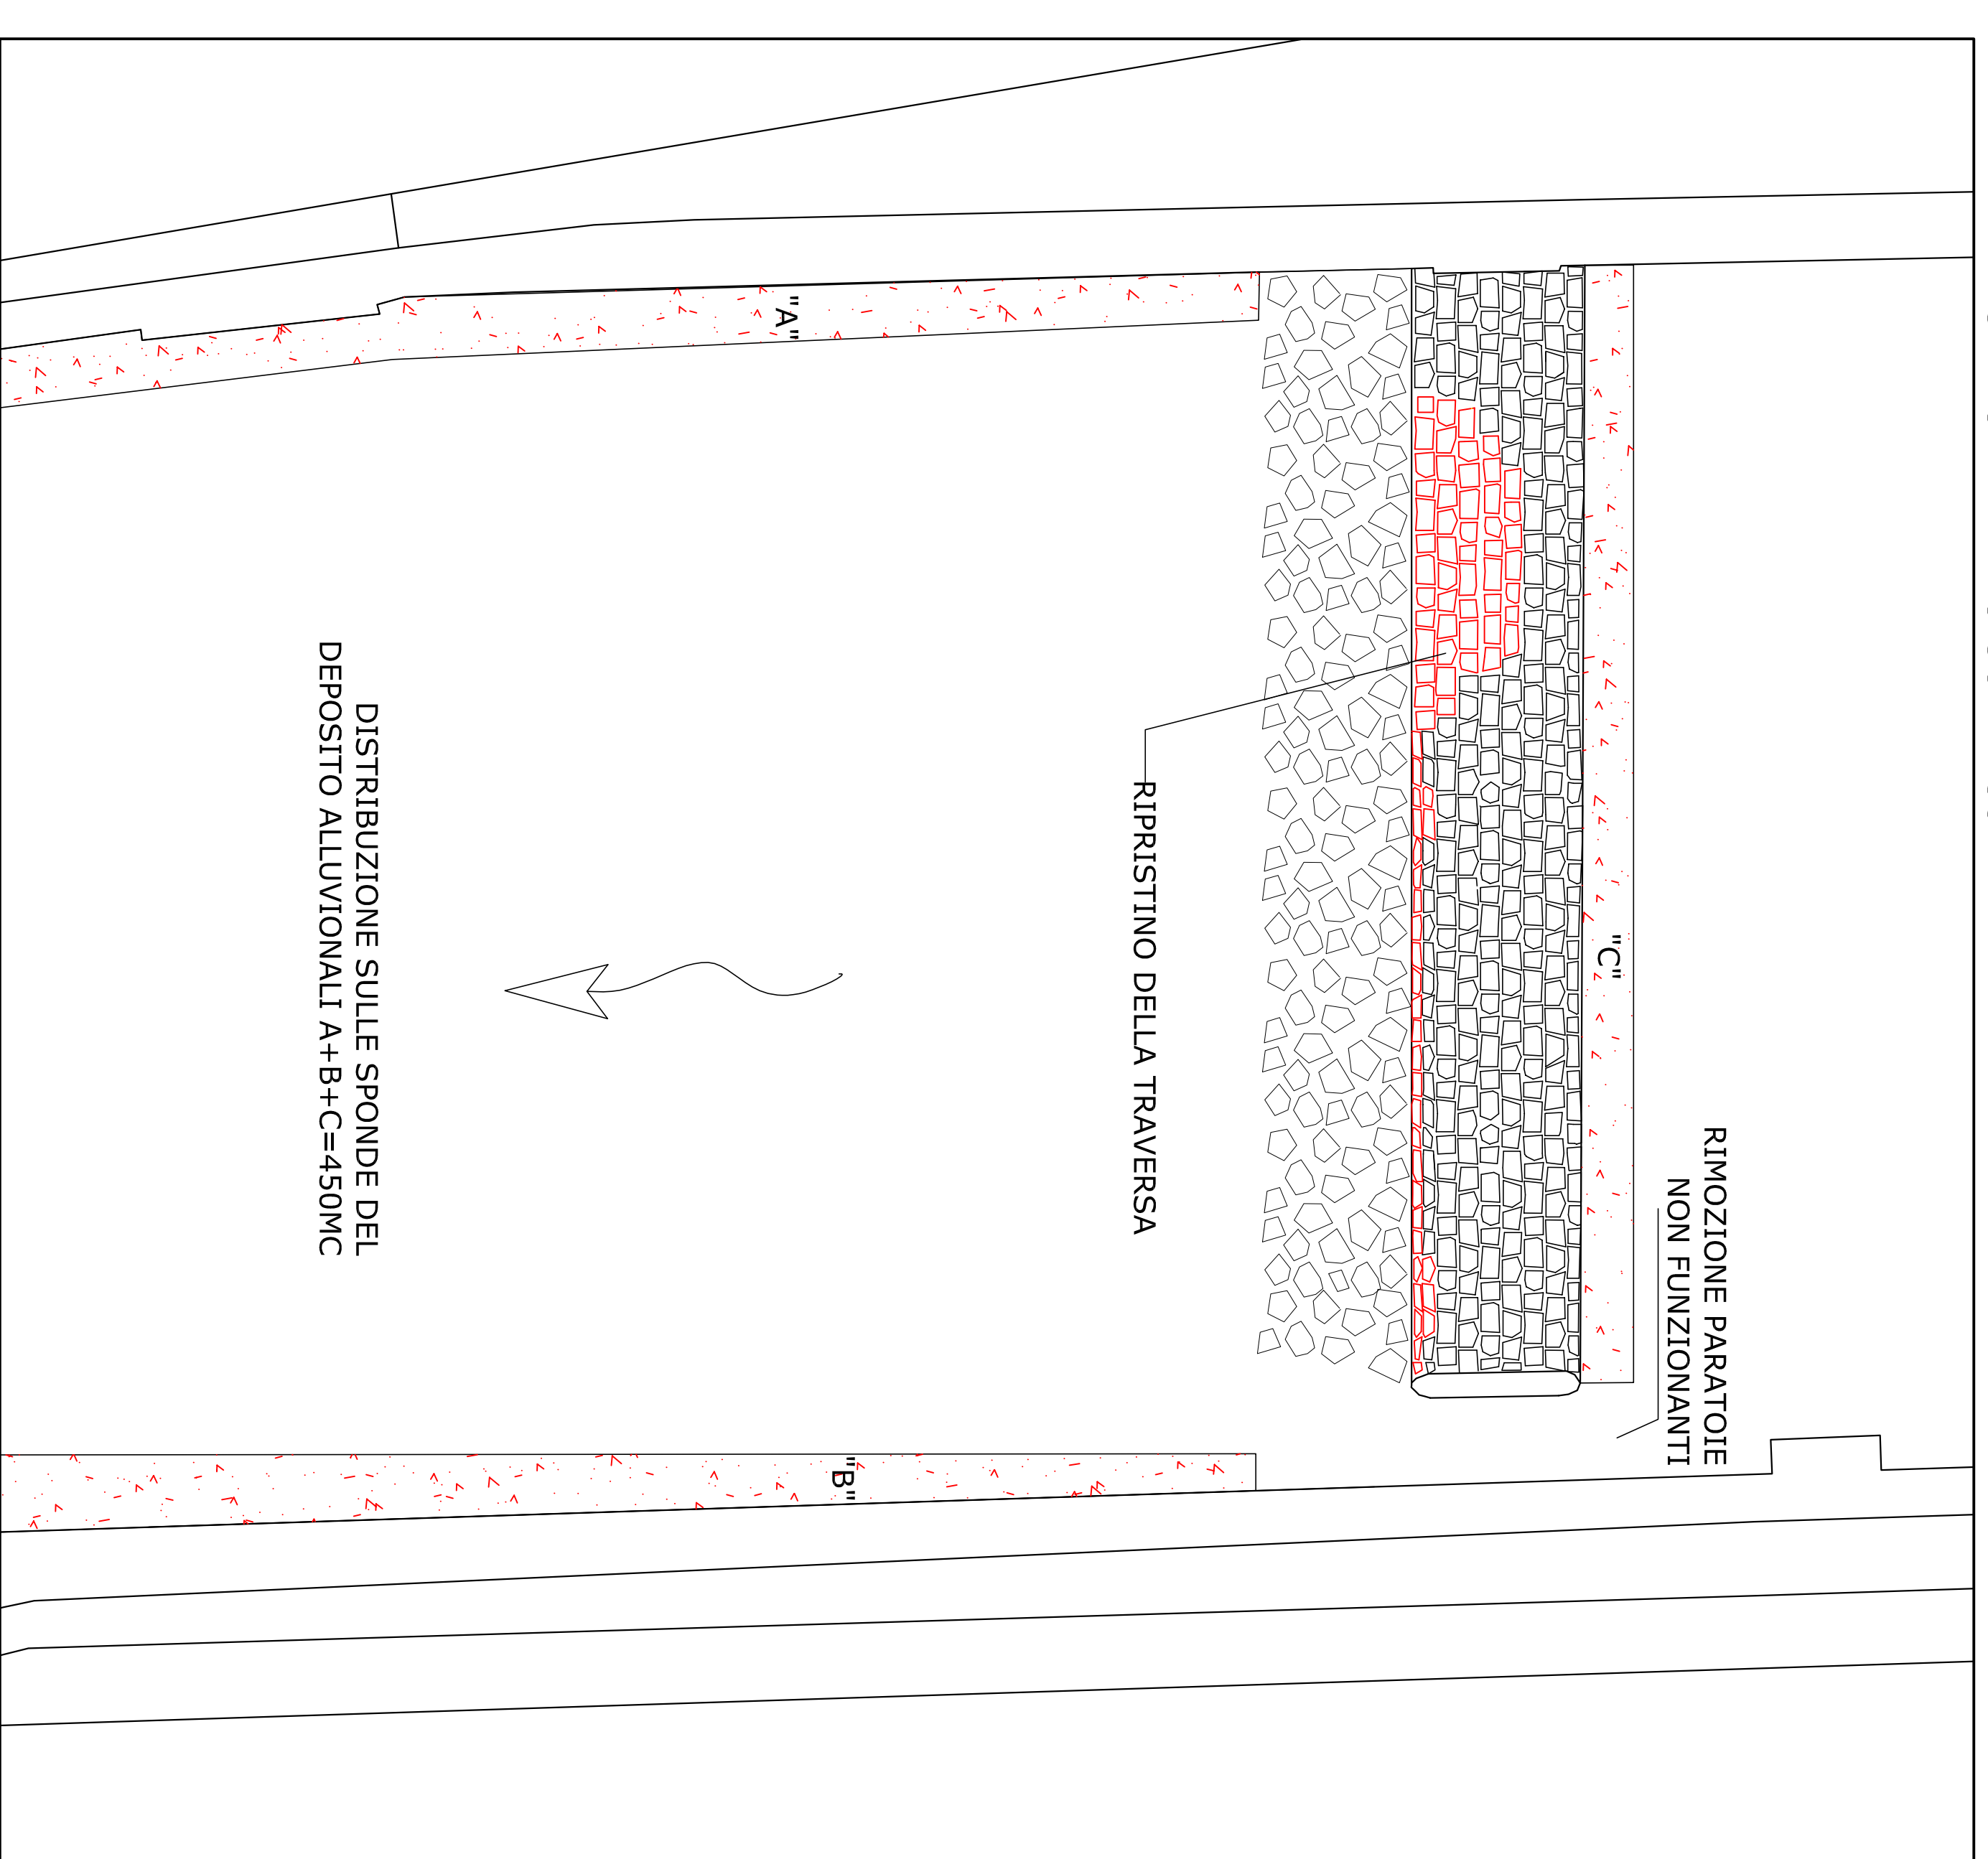 RIMOZIONE PARATOIE
NON FUNZIONANTI
"C"
RIPRISTINO DELLA TRAVERSA
"B"
"A"
DISTRIBUZIONE SULLE SPONDE DEL
DEPOSITO ALLUVIONALI A+B+C=450MC